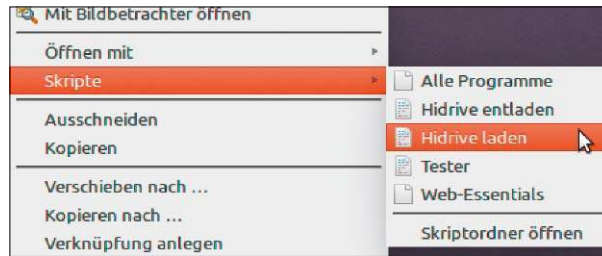 Mit Bildbetrachter öffnen
Öffnen mit
Skripte
Ausschneiden
Kopieren
Verschieben nach ...
Kopieren nach ...
Verknüpfung anlegen
Alle Programme
Hidrive entladen
Hidrive laden
Tester
Web-Essentials
Skriptordner öffnen